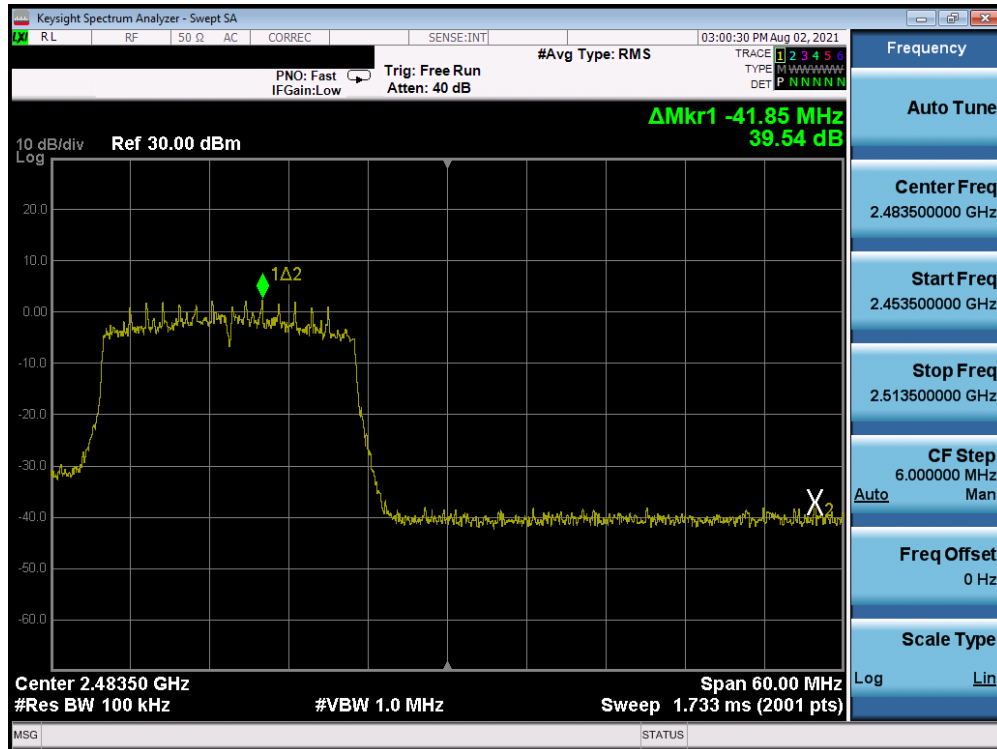 Keysight Spectrum Analyzer - Swept SA
LXI RL RF 50 Ω AC CORREC SENSE:INT 03:00:30 PM Aug 02, 2021
#Avg Type: RMS TRACE 1 2 3 4 5 6
PNO: Fast Trig: Free Run TYPE M W W W W W
IFGain:Low Atten: 40 dB DET P N N N N N
ΔMkr1 -41.85 MHz
39.54 dB
10 dB/div Ref 30.00 dBm
Log
20.0
10.0
1Δ2
0.00
-10.0
-20.0
-30.0
X2
-40.0
-50.0
-60.0
Center 2.48350 GHz Span 60.00 MHz
#Res BW 100 kHz #VBW 1.0 MHz Sweep 1.733 ms (2001 pts)
MSG STATUS
Frequency
Auto Tune
Center Freq
2.483500000 GHz
Start Freq
2.453500000 GHz
Stop Freq
2.513500000 GHz
CF Step
6.000000 MHz
Auto Man
Freq Offset
0 Hz
Scale Type
Log Lin